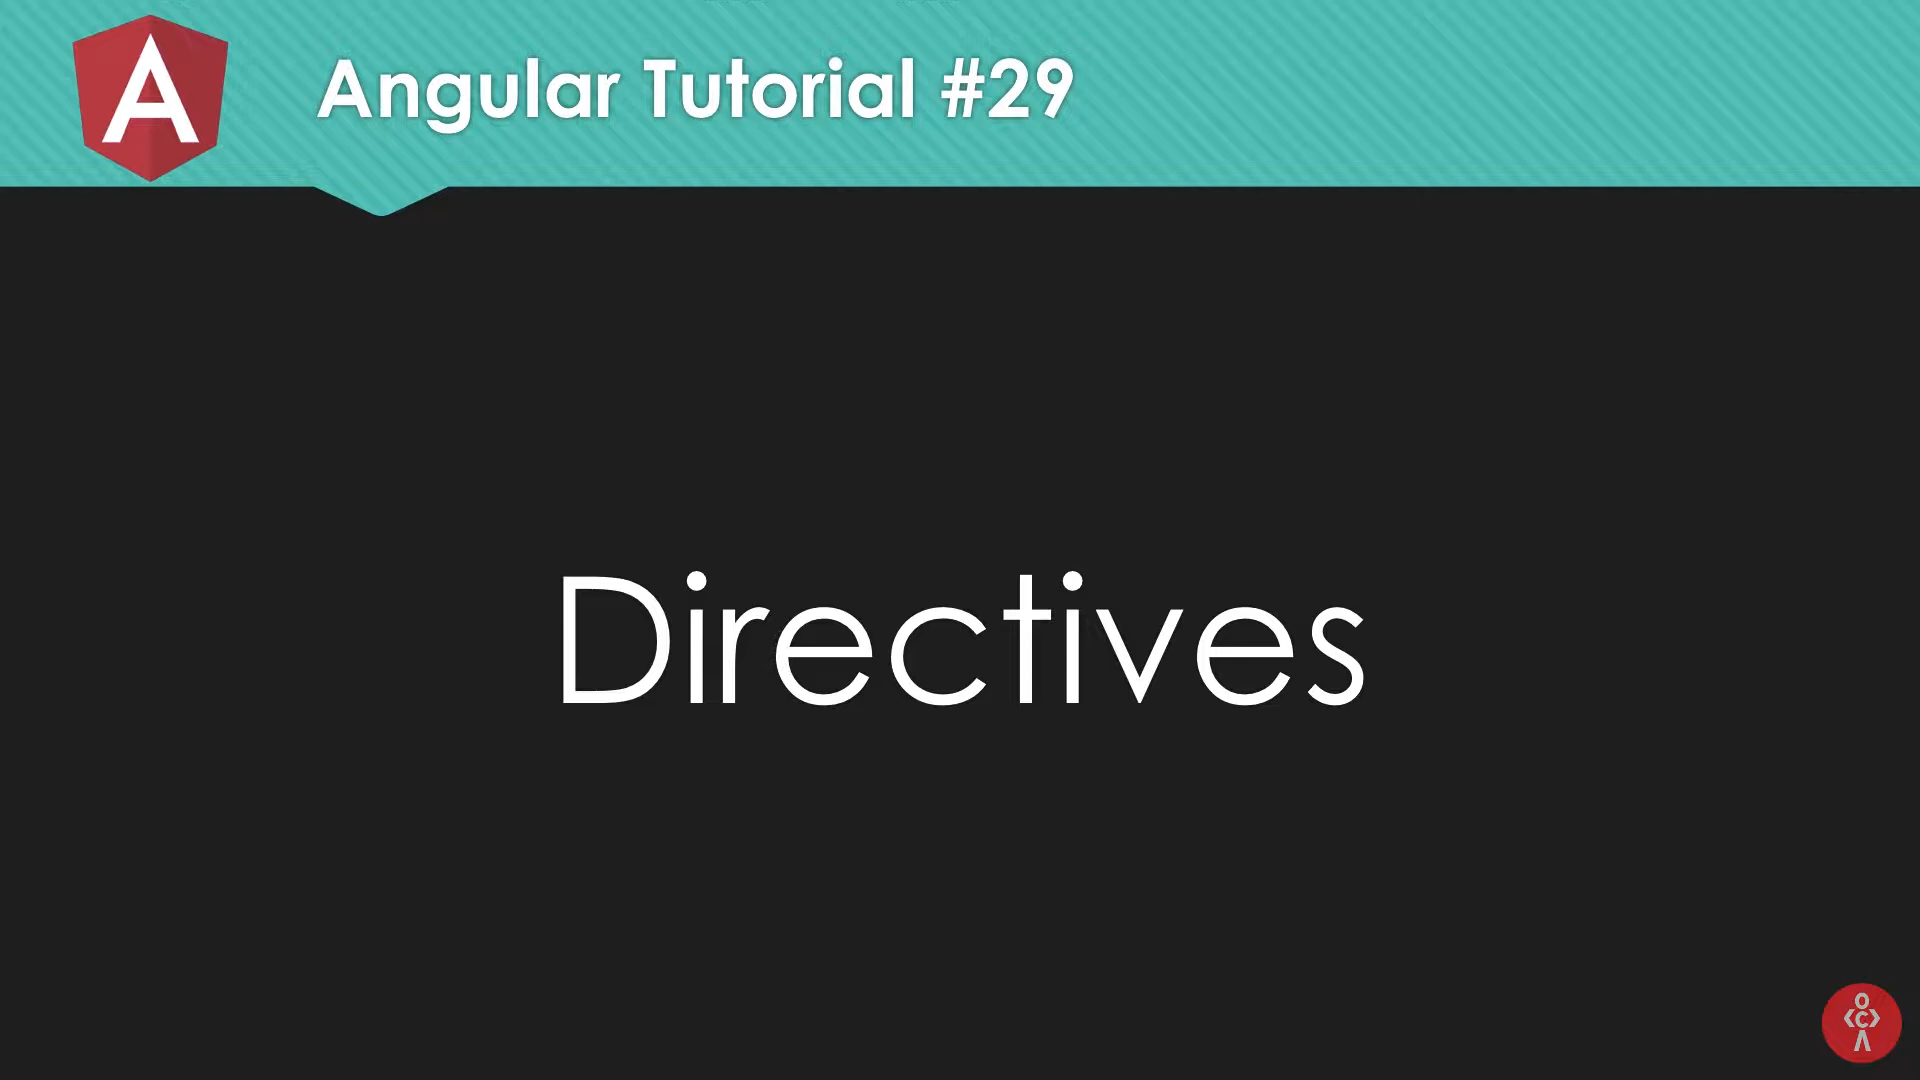 A
Angular Tutorial #29
Directives
O
<C>
Λ